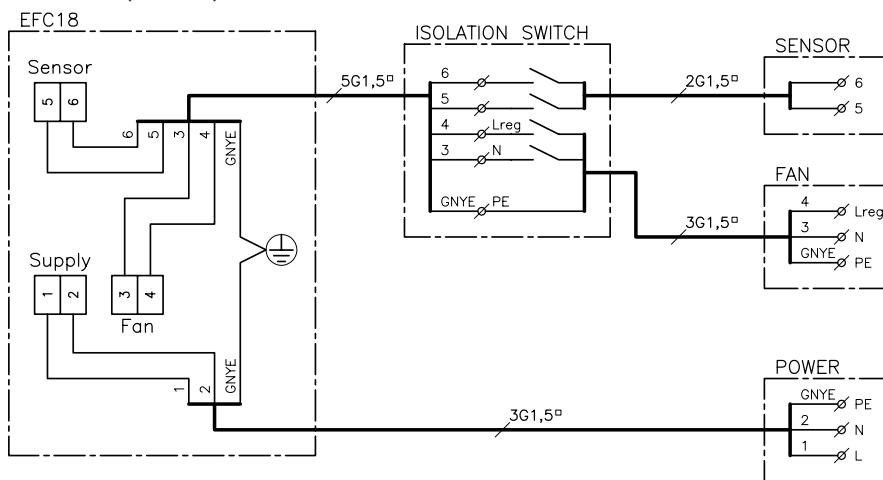 EFC18
Sensor
5 6
6 5 3 4 GNYE
Supply
1 2
3 4
Fan
1 2 GNYE
5G1,5▫
ISOLATION SWITCH
6
5
4 Lreg
3 N
GNYE PE
2G1,5▫
3G1,5▫
SENSOR
6
5
FAN
4 Lreg
3 N
GNYE PE
3G1,5▫
POWER
GNYE PE
2 N
1 L